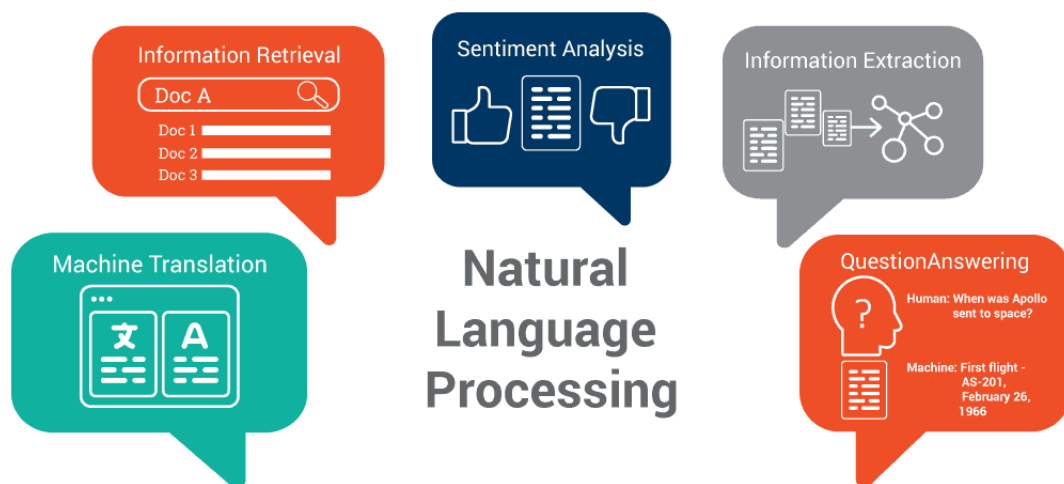 Information Retrieval
Doc A
Doc 1
Doc 2
Doc 3
Sentiment Analysis
Information Extraction
Machine Translation
文 A
Natural
Language
Processing
QuestionAnswering
?
Human: When was Apollo
sent to space?
Machine: First flight -
AS-201,
February 26,
1966